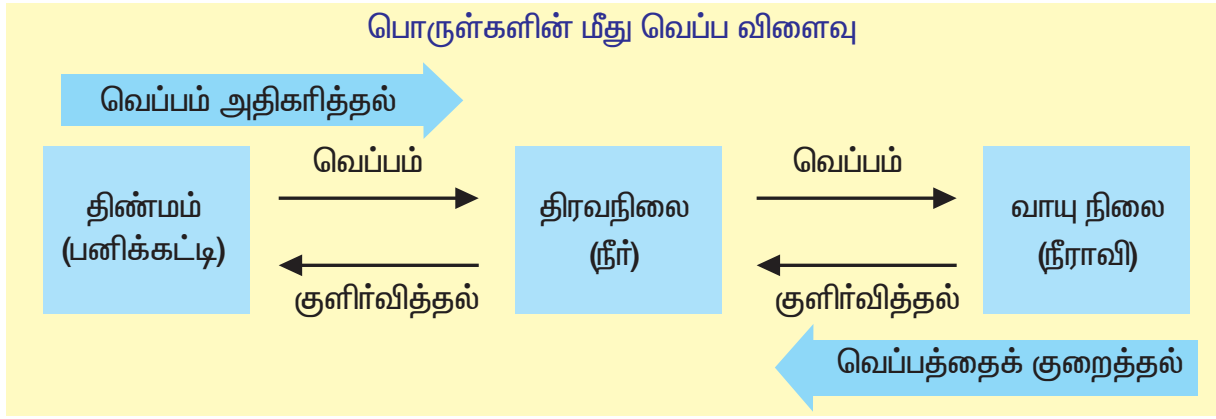 பொருள்களின் மீது வெப்ப விளைவு
வெப்பம் அதிகரித்தல்
வெப்பம்
வெப்பம்
திண்மம்
(பனிக்கட்டி)
திரவநிலை
(நீர்)
வாயு நிலை
(நீராவி)
குளிர்வித்தல்
குளிர்வித்தல்
வெப்பத்தைக் குறைத்தல்